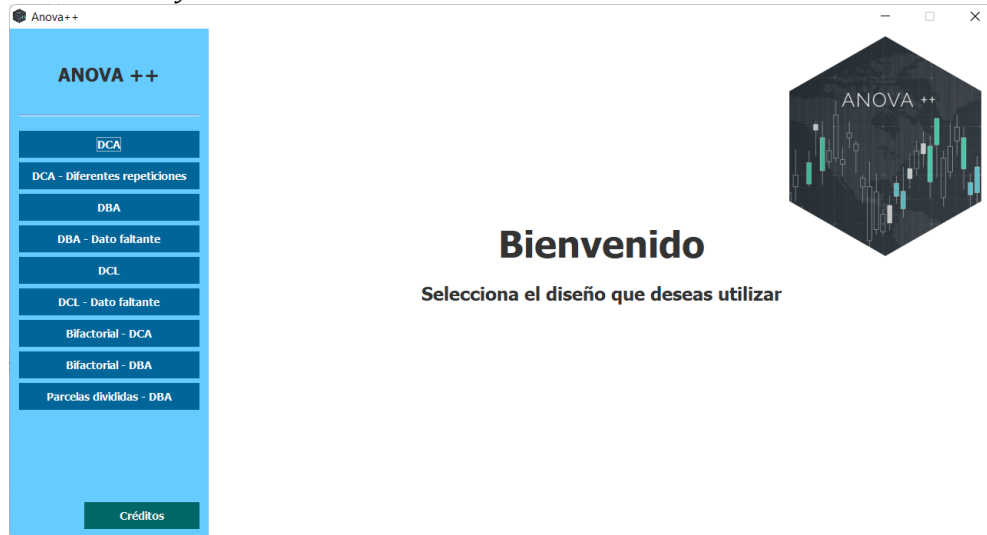 Anova++
ANOVA ++
DCA
DCA - Diferentes repeticiones
DBA
DBA - Dato faltante
DCL
DCL - Dato faltante
Bifactorial - DCA
Bifactorial - DBA
Parcelas divididas - DBA
Créditos
ANOVA ++
Bienvenido
Selecciona el diseño que deseas utilizar